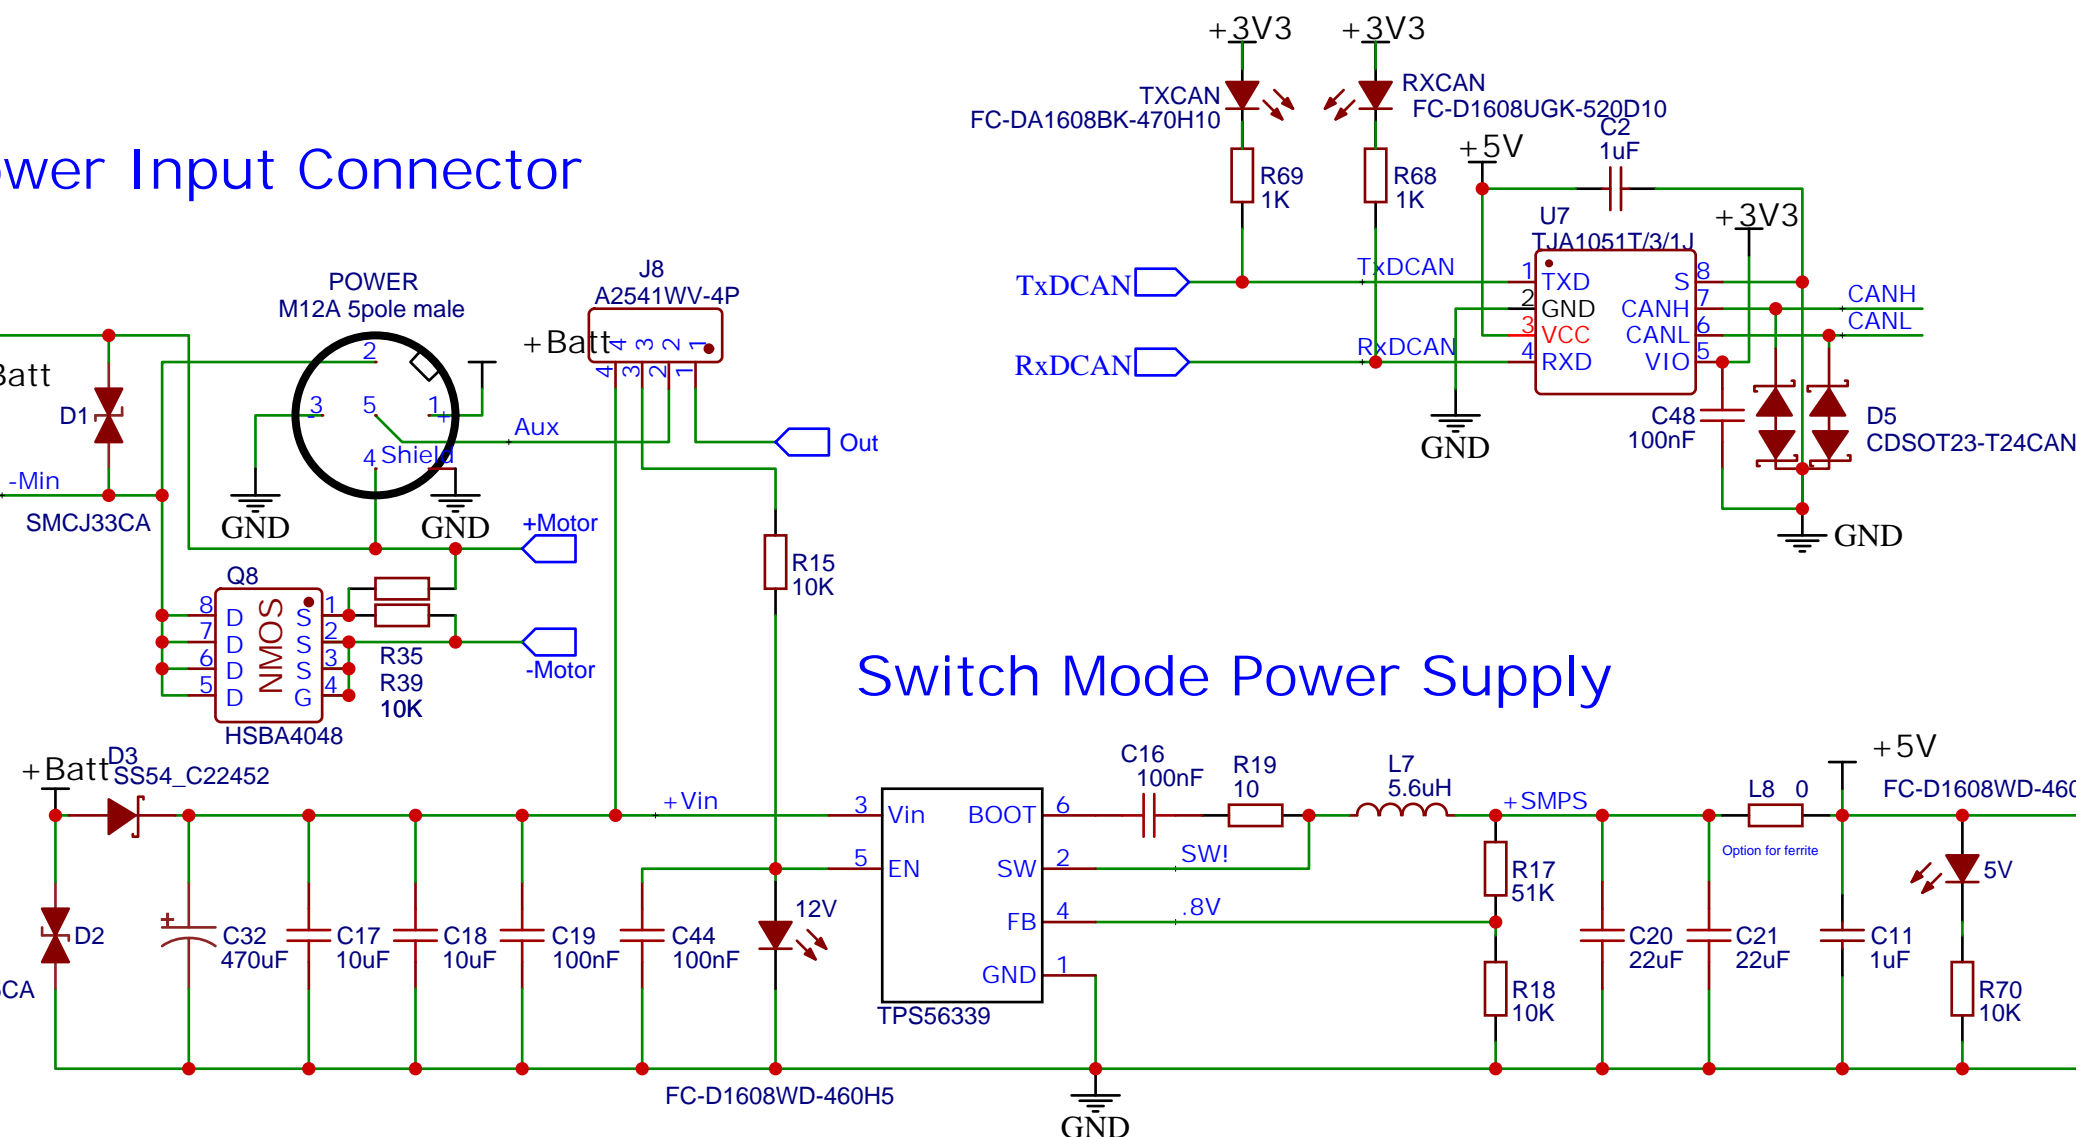 +3V3
+3V3
TXCAN
FC-DA1608BK-470H10
RXCAN
FC-D1608UGK-520D10
C2
1uF
+5V
R69
1K
R68
1K
+3V3
U7
TJA1051T/3/1J
TxDCAN
TxDCAN
RxDCAN
RxDCAN
1
2
3
4
TXD
GND
VCC
RXD
S
CANH
CANL
VIO
8
7
6
5
CANH
CANL
GND
C48
100nF
D5
CDSOT23-T24CAN
GND
Power Input Connector
POWER
M12A 5pole male
J8
A2541WV-4P
+Batt
4
3
2
1
4
3
2
1
Batt
D1
-Min
SMCJ33CA
2
3
-
5
1
+
4
Shield
Aux
Out
GND
GND
+Motor
-Motor
Q8
NMOS
8
7
6
5
D
D
D
D
S
S
S
G
1
2
3
4
HSBA4048
R35
R39
10K
R15
10K
Switch Mode Power Supply
+Batt
D3
SS54_C22452
D2
CA
+
C32
470uF
C17
10uF
C18
10uF
C19
100nF
C44
100nF
12V
FC-D1608WD-460H5
+Vin
3
5
Vin
EN
BOOT
SW
FB
GND
6
2
4
1
TPS56339
GND
C16
100nF
R19
10
SW!
.8V
L7
5.6uH
+SMPS
R17
51K
R18
10K
C20
22uF
C21
22uF
L8 0
Option for ferrite
+5V
C11
1uF
FC-D1608WD-460
5V
R70
10K